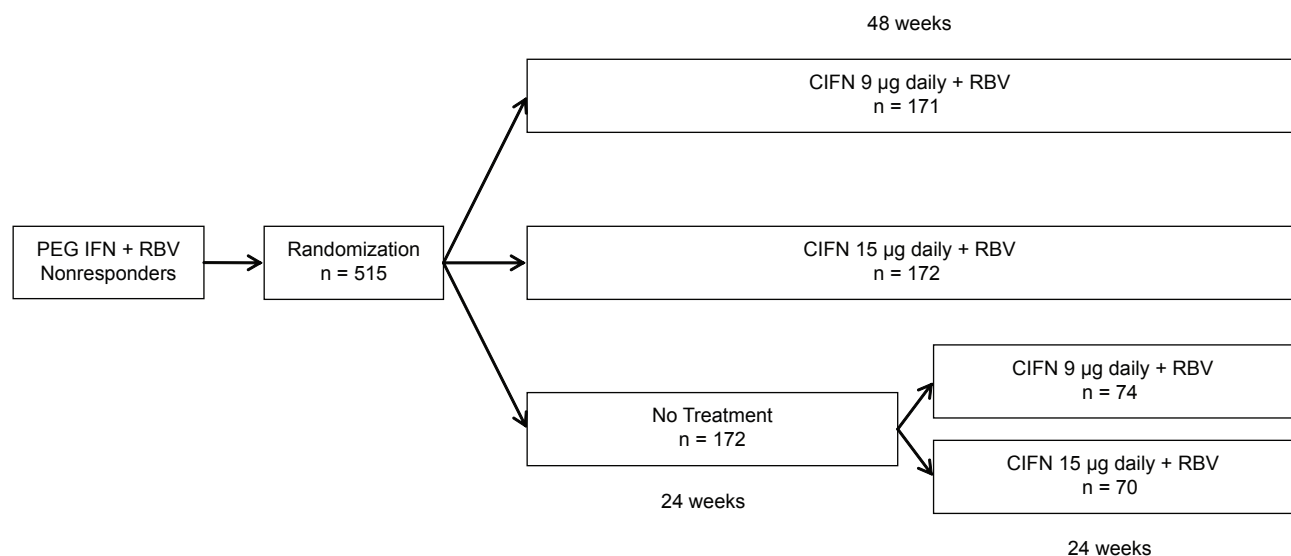 48 weeks
CIFN 9 µg daily + RBV
n = 171
PEG IFN + RBV
Nonresponders
Randomization
n = 515
CIFN 15 µg daily + RBV
n = 172
No Treatment
n = 172
24 weeks
CIFN 9 µg daily + RBV
n = 74
CIFN 15 µg daily + RBV
n = 70
24 weeks